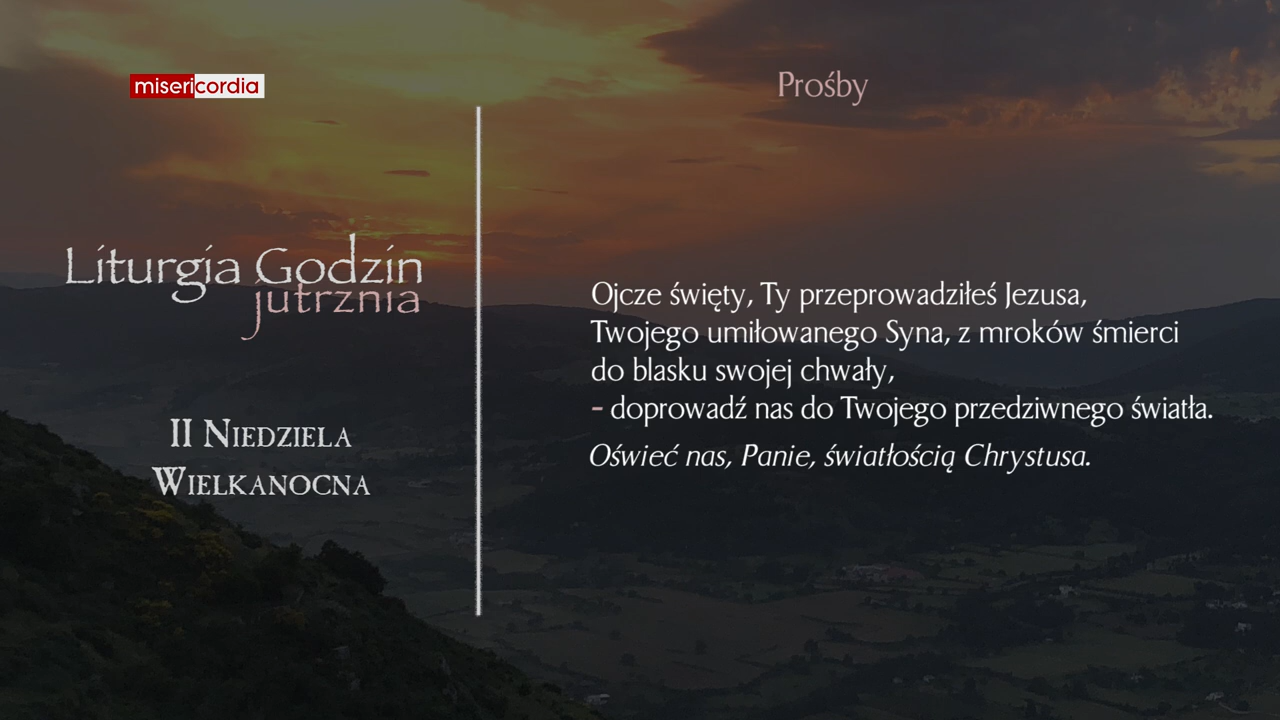 misericordia
Liturgia Godzin
jutrznia
II Niedziela
Wielkanocna
Prośby
Ojcze święty, Ty przeprowadziłeś Jezusa,
Twojego umiłowanego Syna, z mroków śmierci
do blasku swojej chwały,
- doprowadź nas do Twojego przedziwnego światła.
Oświeć nas, Panie, światłością Chrystusa.